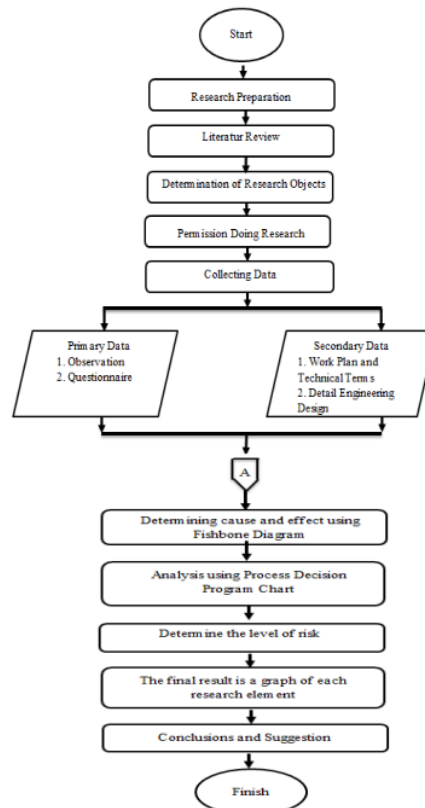 Start
Research Preparation
Literatur Review
Determination of Research Objects
Permission Doing Research
Collecting Data
Primary Data
1. Observation
2. Questionnaire
Secondary Data
1. Work Plan and
Technical Terms
2. Detail Engineering
Design
A
Determining cause and effect using
Fishbone Diagram
Analysis using Process Decision
Program Chart
Determine the level of risk
The final result is a graph of each
research element
Conclusions and Suggestion
Finish